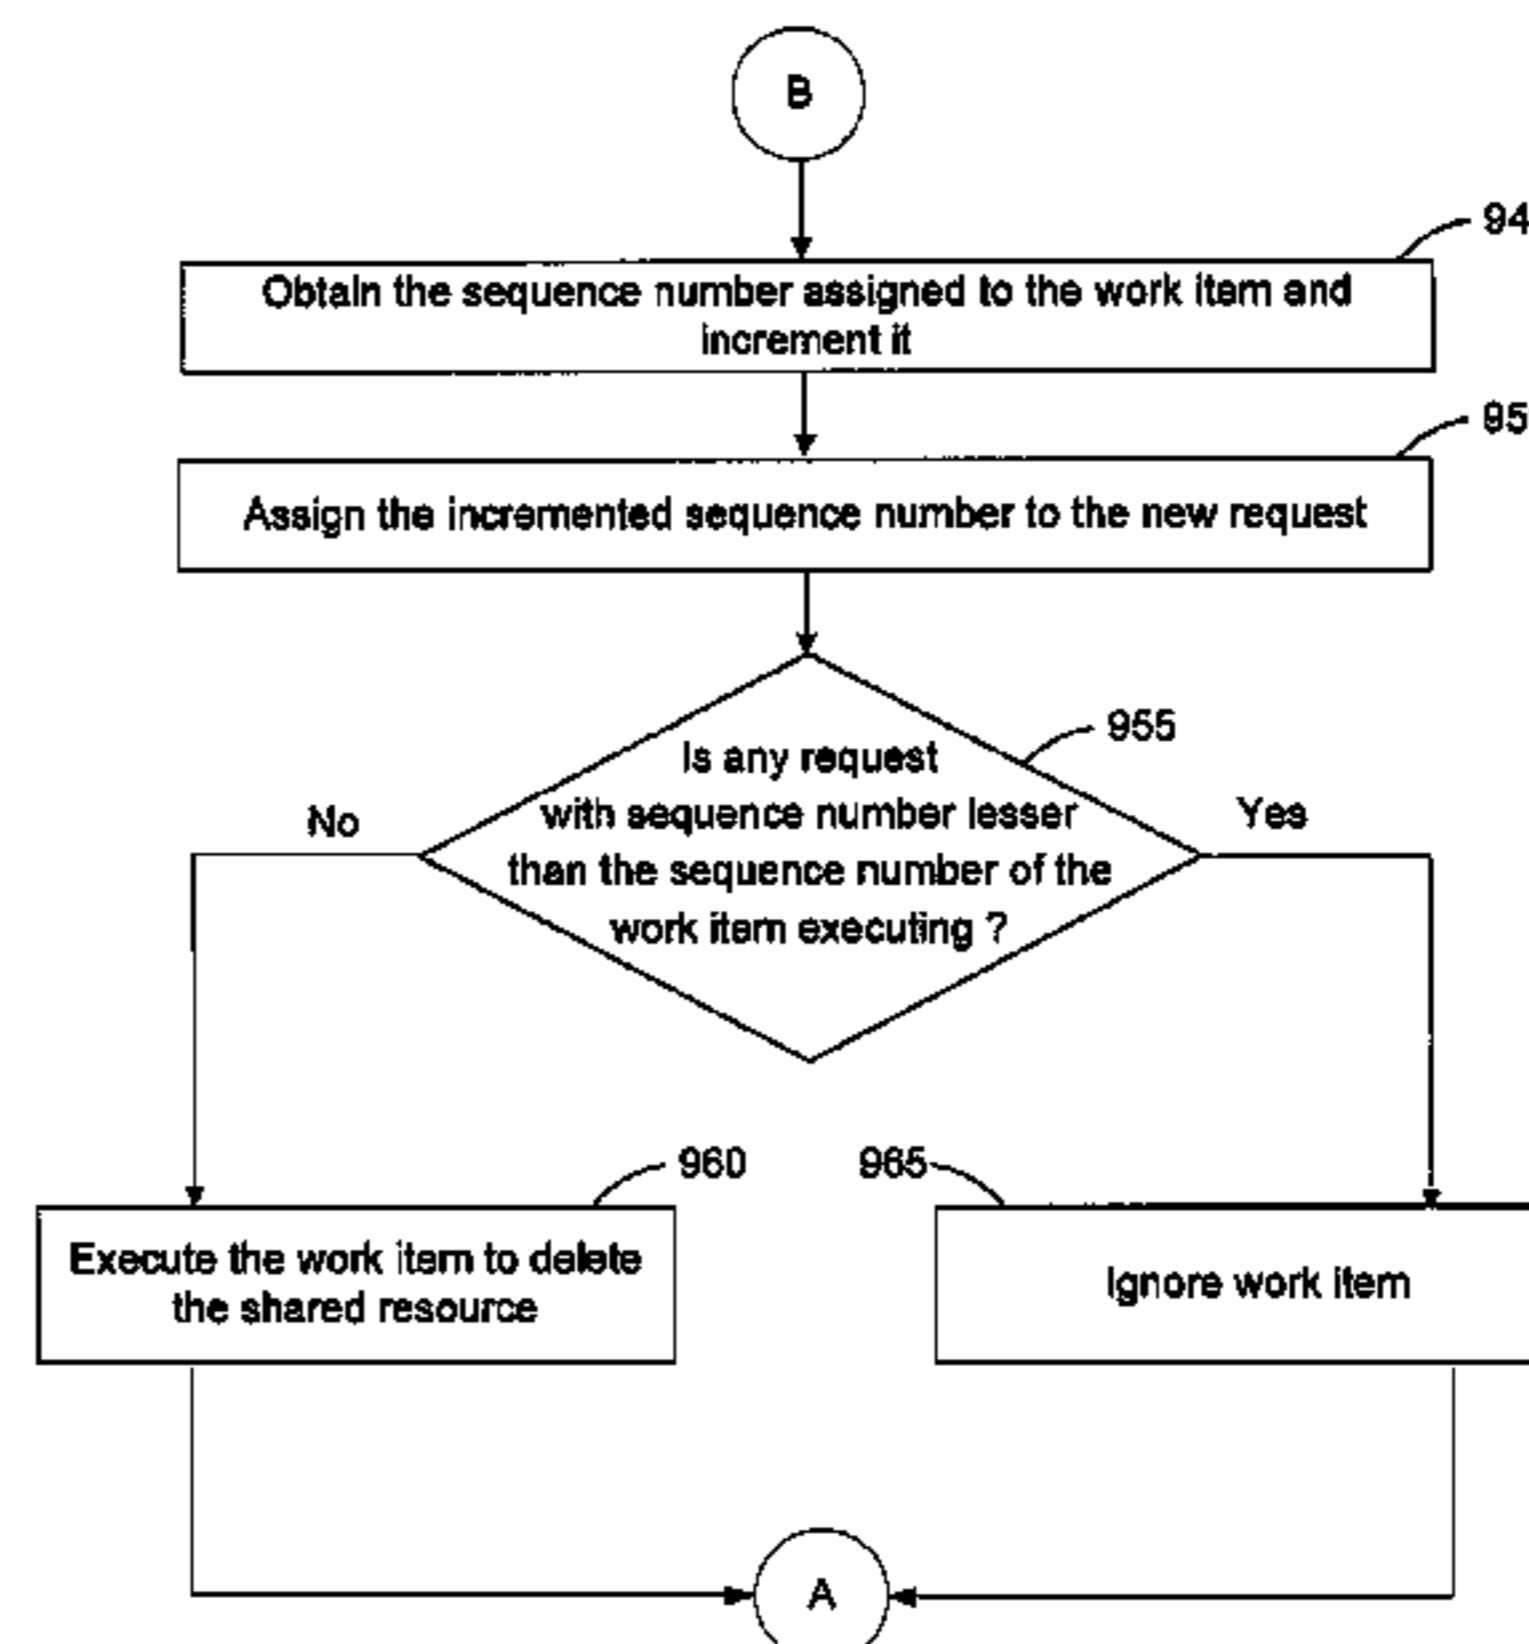 B
94
Obtain the sequence number assigned to the work item and
increment it
95
Assign the incremented sequence number to the new request
955
Is any request
with sequence number lesser
than the sequence number of the
work item executing ?
No
Yes
960
965
Execute the work item to delete
the shared resource
Ignore work item
A